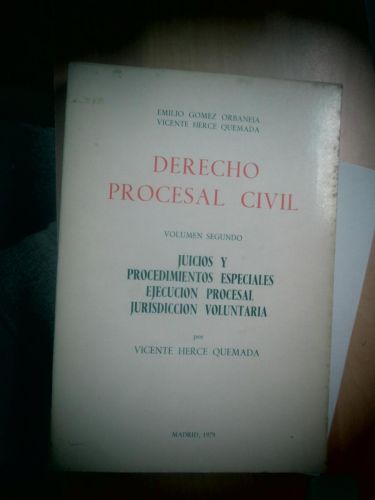 EMILIO GOMEZ ORBANEJA
VICENTE HERCE QUEMADA
DERECHO
PROCESAL CIVIL
VOLUMEN SEGUNDO
JUICIOS Y
PROCEDIMIENTOS ESPECIALES
EJECUCION PROCESAL
JURISDICCION VOLUNTARIA
por
VICENTE HERCE QUEMADA
MADRID, 1979